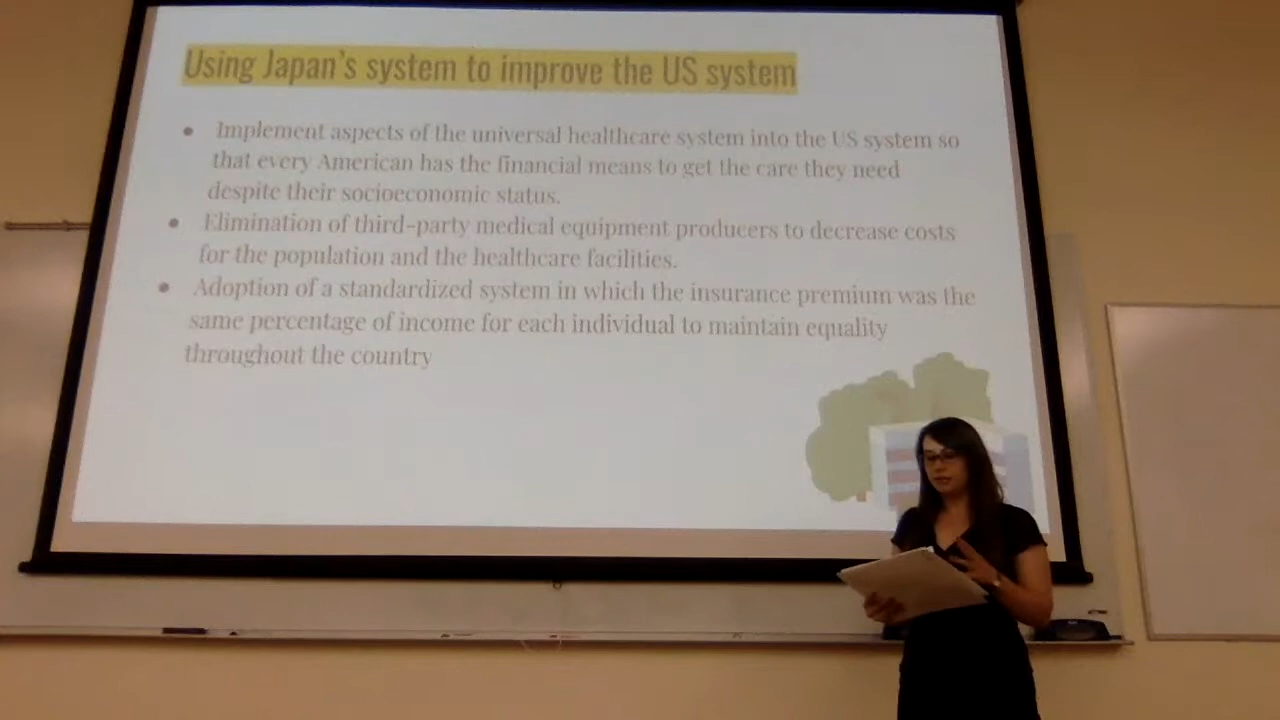 Using Japan's system to improve the US system
● Implement aspects of the universal healthcare system into the US system so
that every American has the financial means to get the care they need
despite their socioeconomic status.
● Elimination of third-party medical equipment producers to decrease costs
for the population and the healthcare facilities.
● Adoption of a standardized system in which the insurance premium was the
same percentage of income for each individual to maintain equality
throughout the country